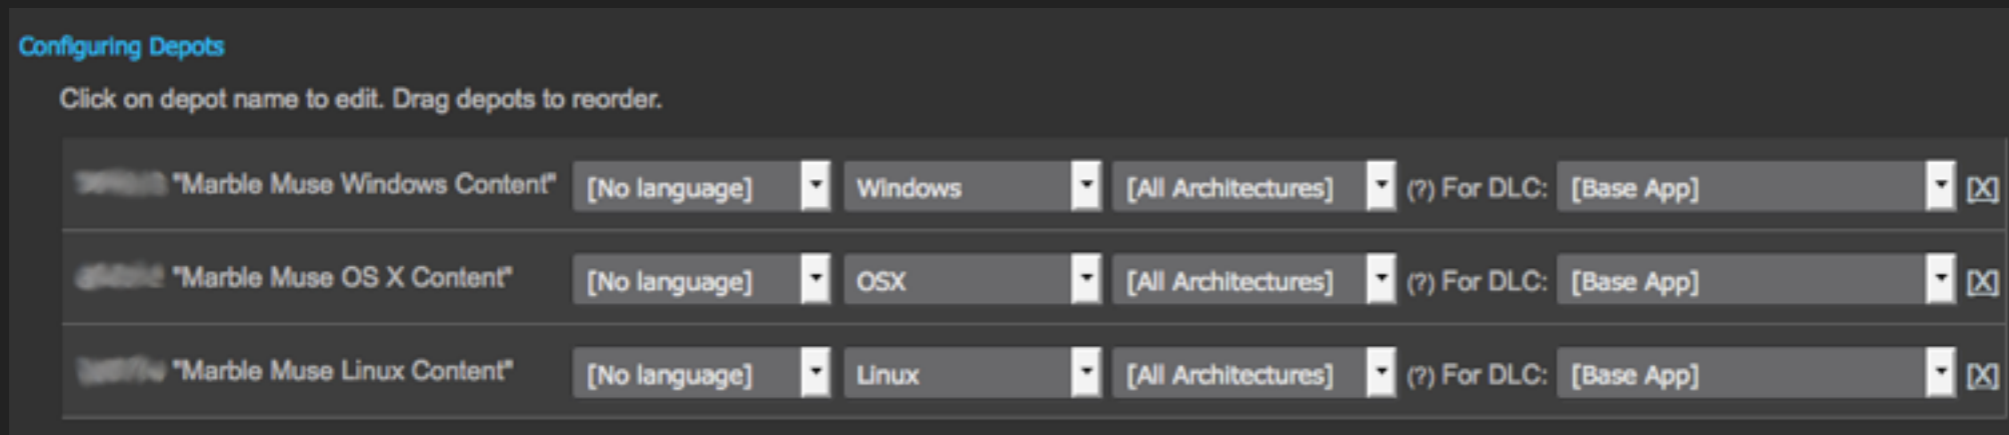 Configuring Depots
Click on depot name to edit. Drag depots to reorder.
"Marble Muse Windows Content" [No language] Windows [All Architectures] (?) For DLC: [Base App] [X]
"Marble Muse OS X Content" [No language] OSX [All Architectures] (?) For DLC: [Base App] [X]
"Marble Muse Linux Content" [No language] Linux [All Architectures] (?) For DLC: [Base App] [X]